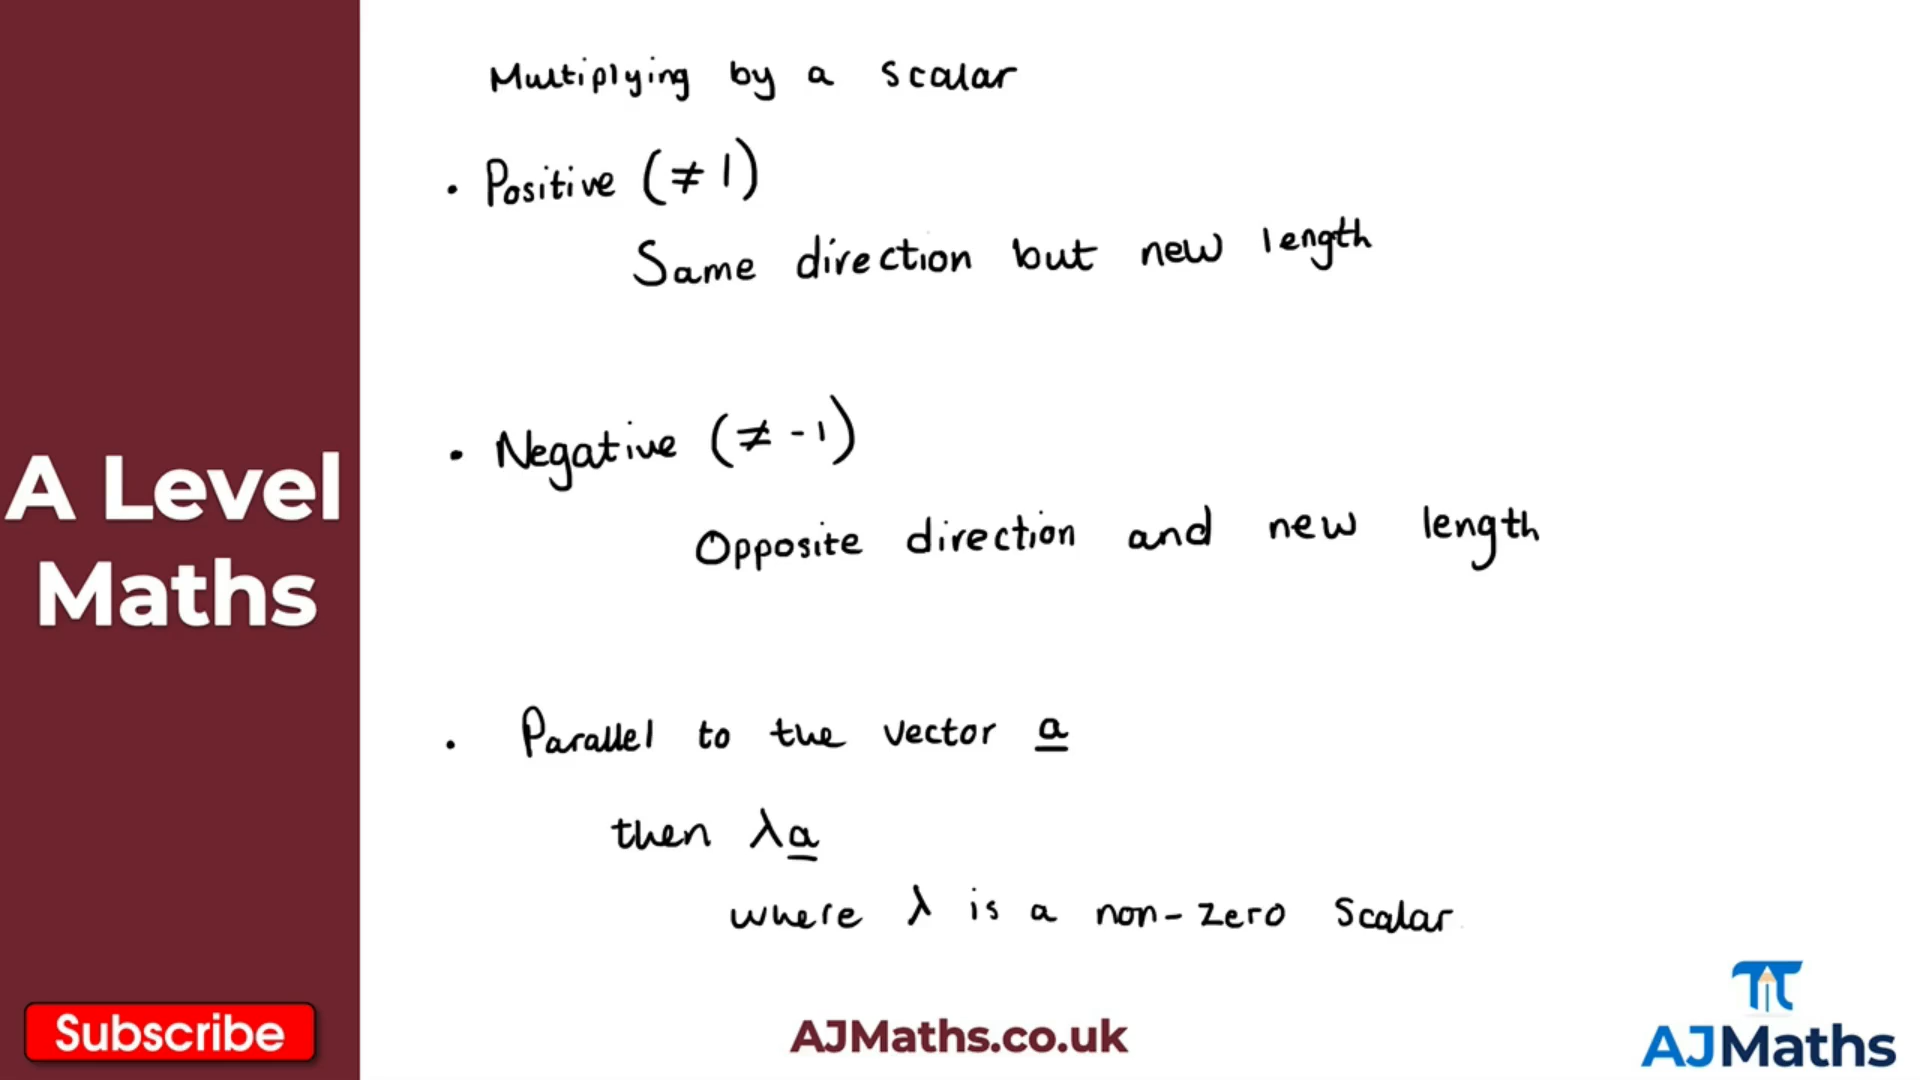 A Level
Maths
Subscribe
Multiplying by a scalar
• Positive (≠ 1)
Same direction but new length
• Negative (≠ -1)
Opposite direction and new length
• Parallel to the vector a
then λa
where λ is a non-zero scalar
AJMaths.co.uk
AJMaths